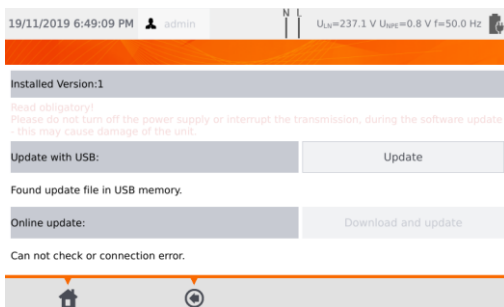 19/11/2019 6:49:09 PM admin N L U_LN=237.1 V U_NPE=0.8 V f=50.0 Hz
Installed Version:1
Read obligatory!
Please do not turn off the power supply or interrupt the transmission, during the software update
- this may cause damage of the unit.
Update with USB: Update
Found update file in USB memory.
Online update: Download and update
Can not check or connection error.